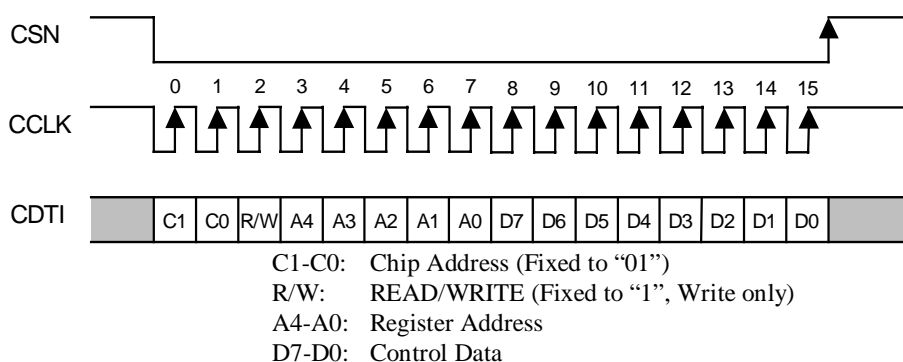 CSN
0 1 2 3 4 5 6 7 8 9 10 11 12 13 14 15
CCLK
CDTI C1 C0 R/W A4 A3 A2 A1 A0 D7 D6 D5 D4 D3 D2 D1 D0
C1-C0: Chip Address (Fixed to “01”)
R/W: READ/WRITE (Fixed to “1”, Write only)
A4-A0: Register Address
D7-D0: Control Data